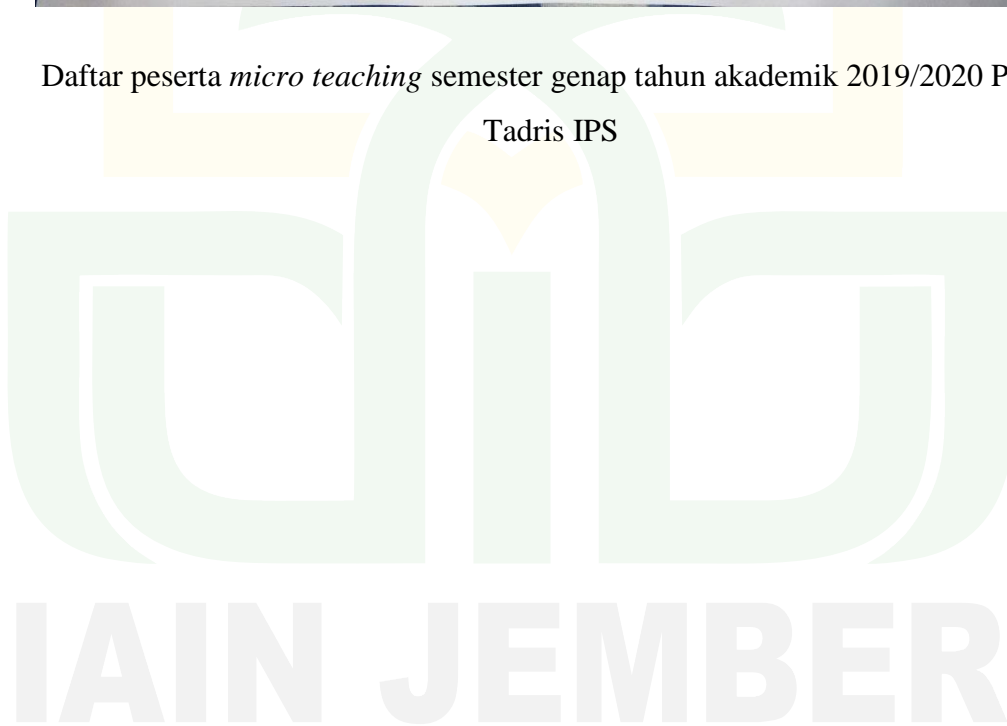 Daftar peserta micro teaching semester genap tahun akademik 2019/2020 P
Tadris IPS
IAIN JEMBER